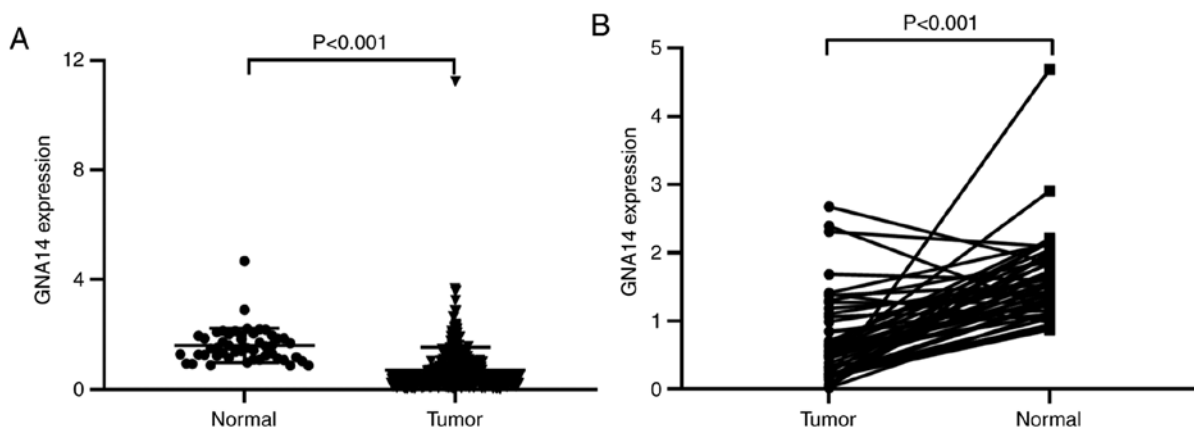 A
P<0.001
12
8
4
0
GNA14 expression
Normal
Tumor
B
P<0.001
5
4
3
2
1
0
GNA14 expression
Tumor
Normal